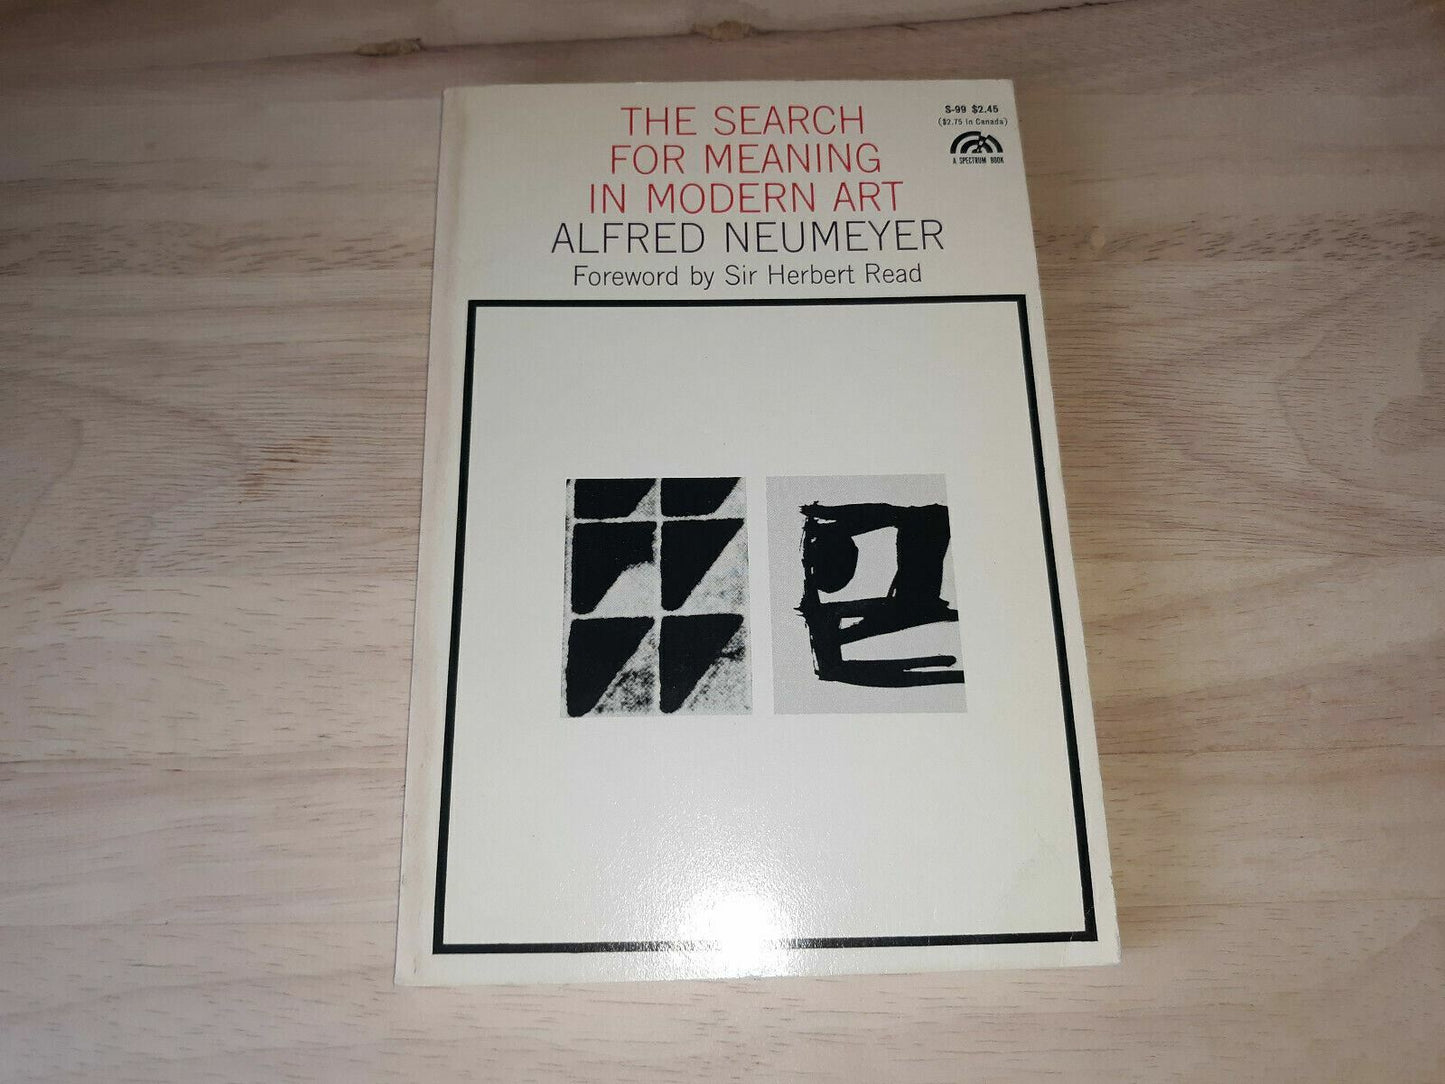 THE SEARCH
FOR MEANING
IN MODERN ART
ALFRED NEUMEYER
Foreword by Sir Herbert Read
S-99 $2.45
($2.75 in Canada)
A SPECTRUM BOOK